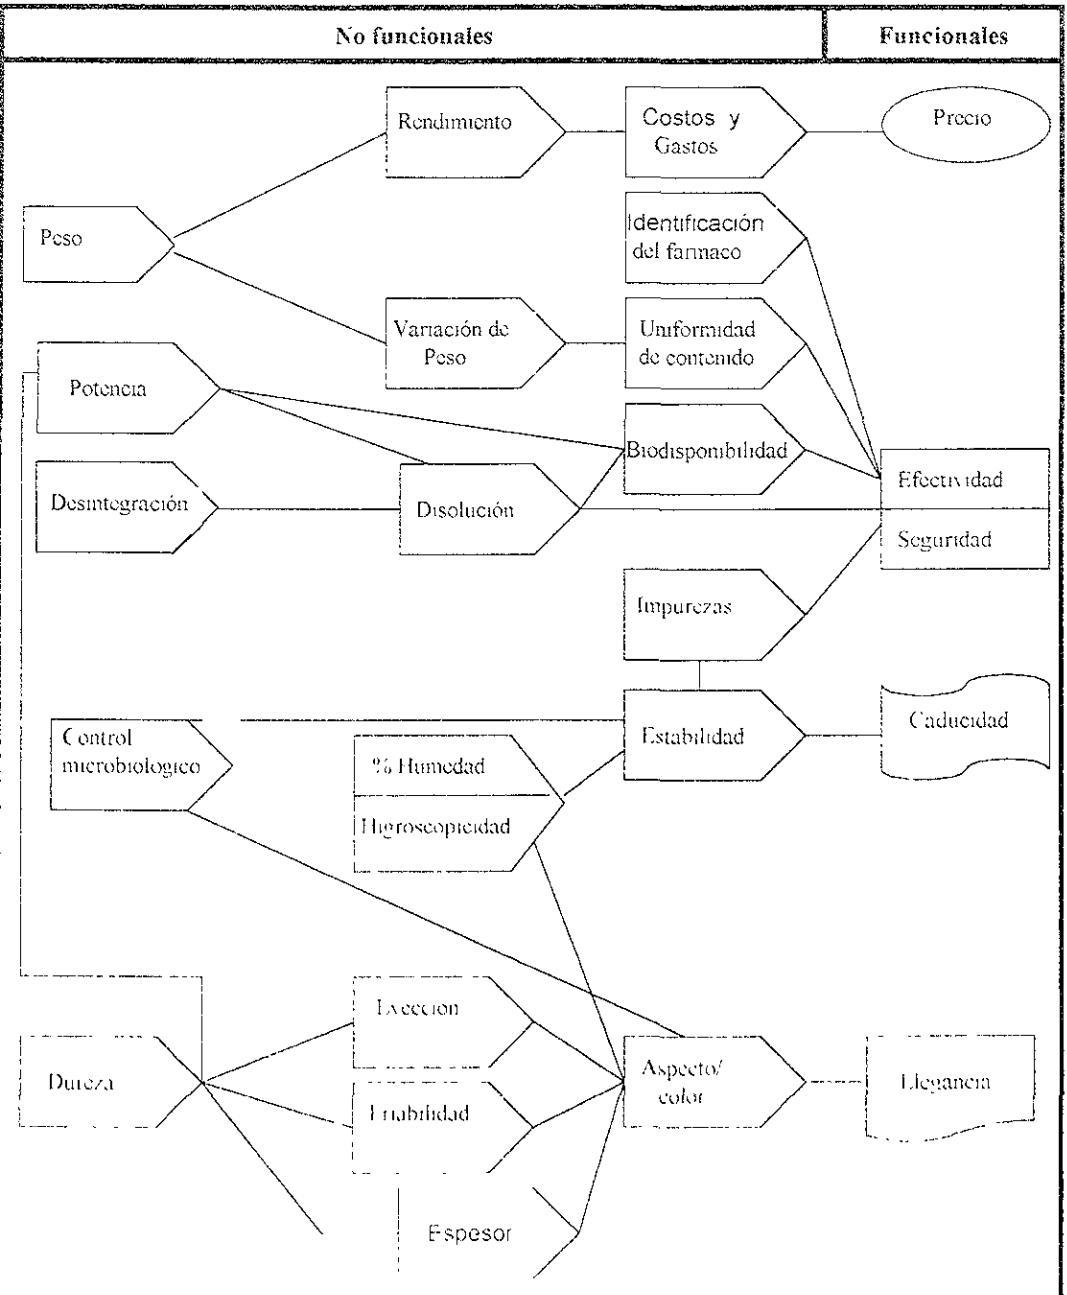 No funcionales
Funcionales
Rendimiento
Costos y
Gastos
Precio
Identificación
del farmaco
Peso
Variación de
Peso
Uniformidad
de contenido
Potencia
Biodisponibilidad
Efectividad
Desintegración
Disolución
Seguridad
Impurezas
Control
microbiologico
% Humedad
Higroscopicidad
Estabilidad
Caducidad
Dureza
Friabilidad
Aspecto/
color
Elegancia
Espesor